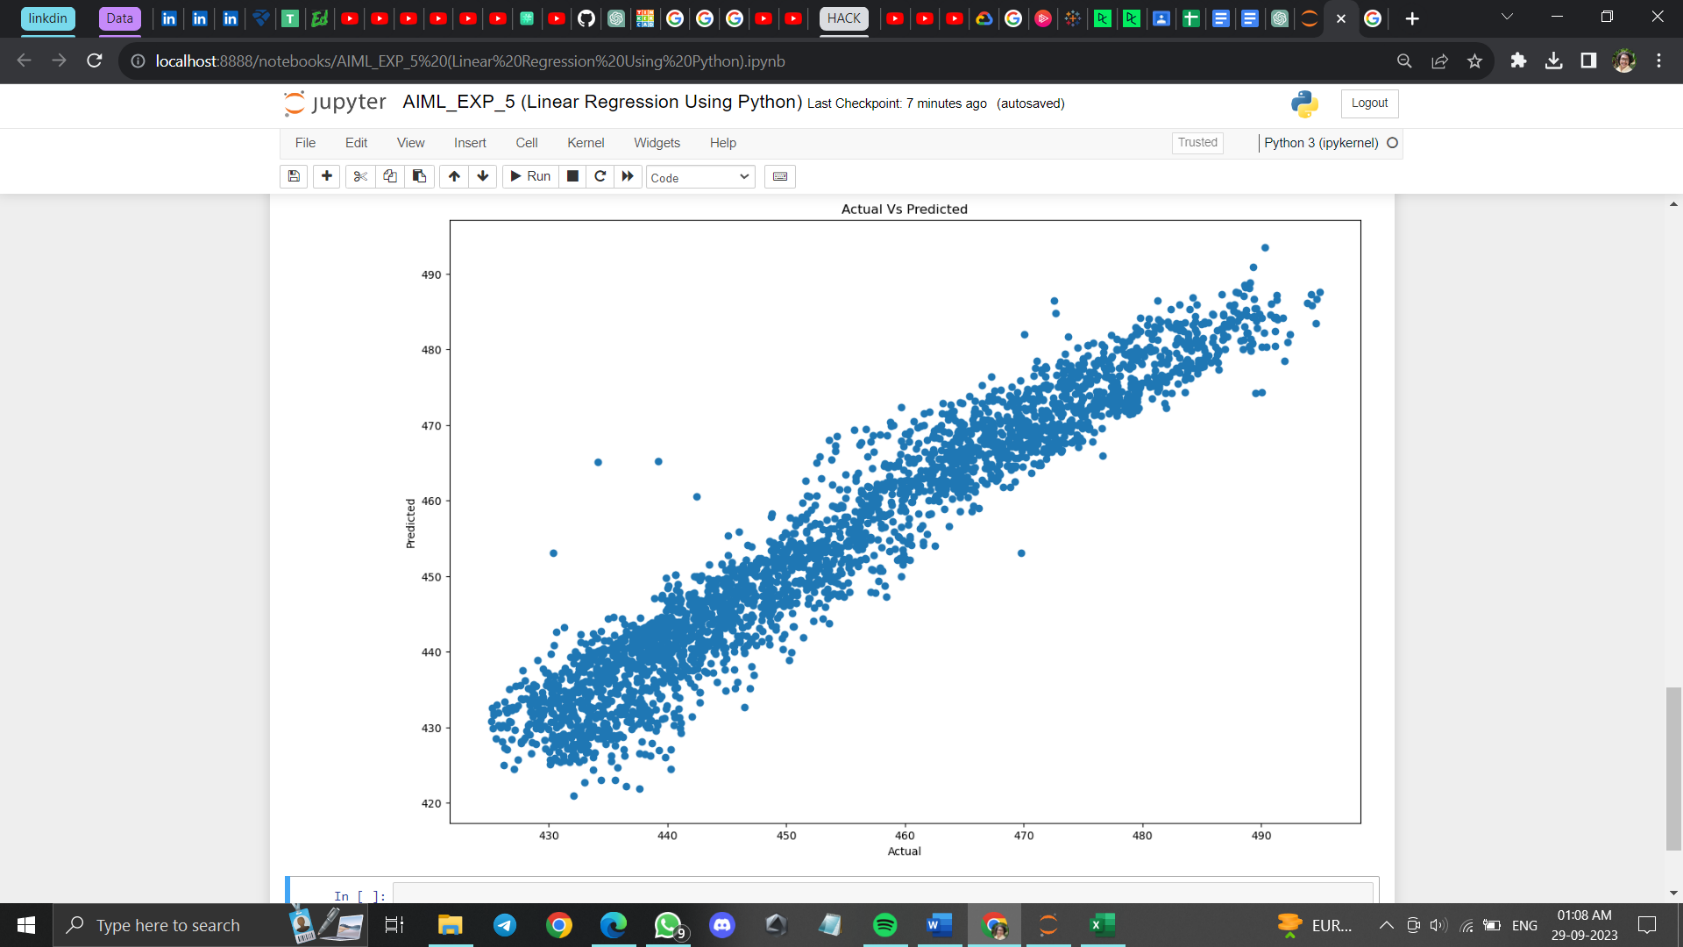 linkdin Data HACK
localhost:8888/notebooks/AIML_EXP_5%20(Linear%20Regression%20Using%20Python).ipynb
jupyter AIML_EXP_5 (Linear Regression Using Python) Last Checkpoint: 7 minutes ago (autosaved) Logout
File Edit View Insert Cell Kernel Widgets Help Trusted Python 3 (ipykernel)
Run Code
Actual Vs Predicted
490
480
470
460
Predicted
450
440
430
420
430 440 450 460 470 480 490
Actual
In [ ]:
Type here to search 9 EUR... ENG 01:08 AM
29-09-2023